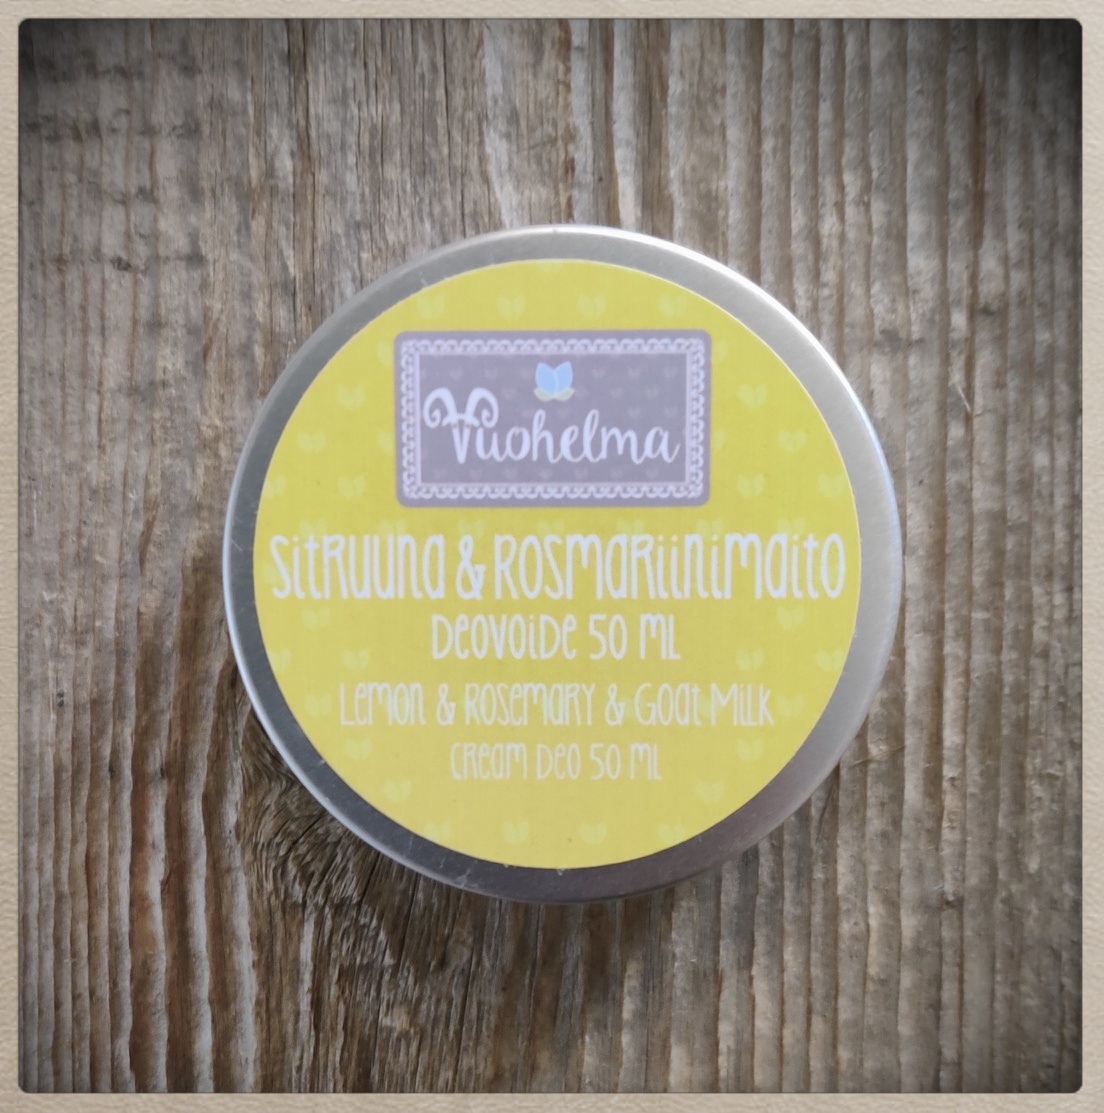 Vuohelma
Sitruuna & Rosmariinimaito
Deovoide 50 ml
Lemon & Rosemary & Goat Milk
Cream Deo 50 ml